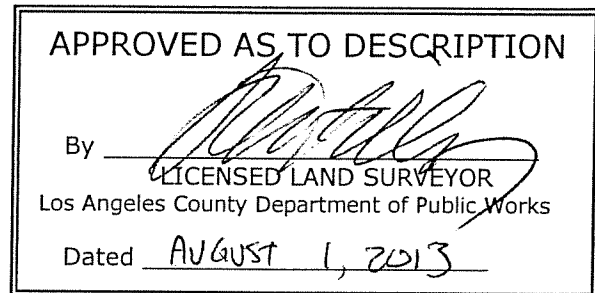 APPROVED AS TO DESCRIPTION
By
LICENSED LAND SURVEYOR
Los Angeles County Department of Public Works
Dated AUGUST 1, 2013